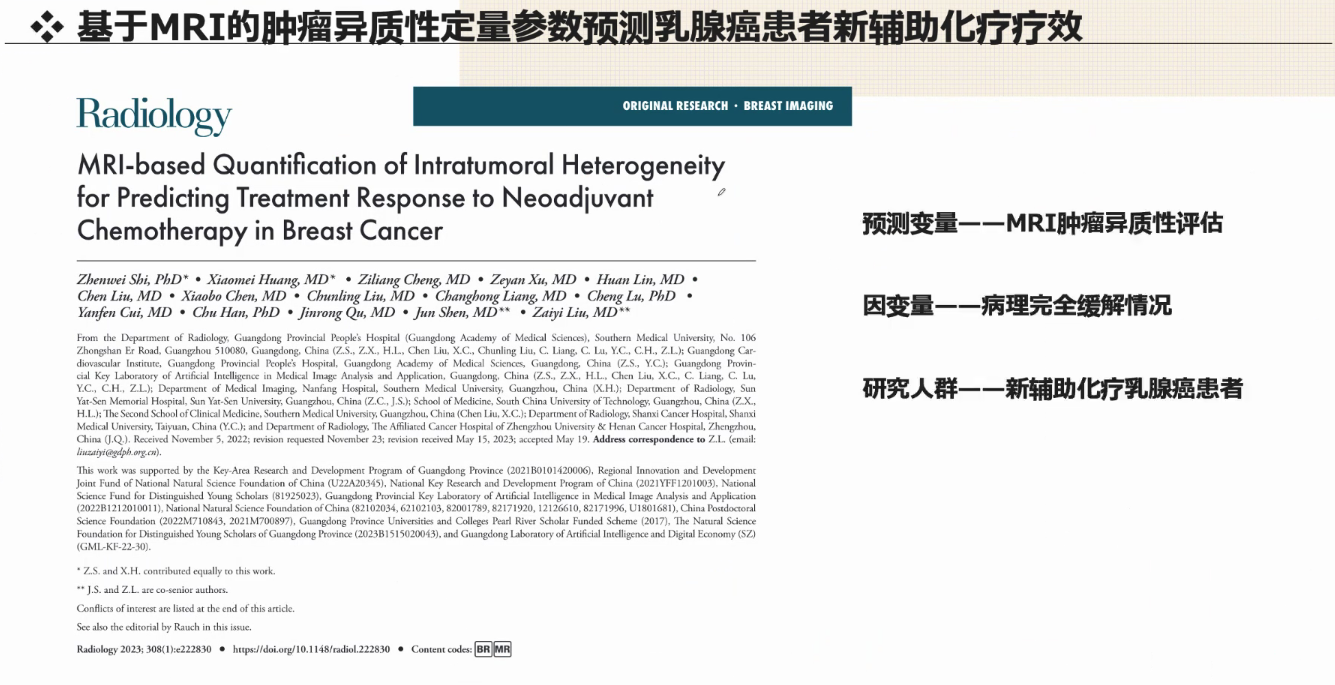 ❖ 基于MRI的肿瘤异质性定量参数预测乳腺癌患者新辅助化疗疗效
Radiology
ORIGINAL RESEARCH · BREAST IMAGING
MRI-based Quantification of Intratumoral Heterogeneity
for Predicting Treatment Response to Neoadjuvant
Chemotherapy in Breast Cancer
Zhenwei Shi, PhD* • Xiaomei Huang, MD* • Ziliang Cheng, MD • Zeyan Xu, MD • Huan Lin, MD •
Chen Liu, MD • Xiaobo Chen, MD • Chunling Liu, MD • Changhong Liang, MD • Cheng Lu, PhD •
Yanfen Cui, MD • Chu Han, PhD • Jinrong Qu, MD • Jun Shen, MD** • Zaiyi Liu, MD**
From the Department of Radiology, Guangdong Provincial People's Hospital (Guangdong Academy of Medical Sciences), Southern Medical University, No. 106
Zhongshan Er Road, Guangzhou 510080, Guangdong, China (Z.S., Z.X., H.L., Chen Liu, X.C., Chunling Liu, C. Liang, C. Lu, Y.C., C.H., Z.L.); Guangdong Car-
diovascular Institute, Guangdong Provincial People's Hospital, Guangdong Academy of Medical Sciences, Guangdong, China (Z.S., Y.C.); Guangdong Provin-
cial Key Laboratory of Artificial Intelligence in Medical Image Analysis and Application, Guangdong, China (Z.S., Z.X., H.L., Chen Liu, X.C., C. Liang, C. Lu,
Y.C., C.H., Z.L.); Department of Medical Imaging, Nanfang Hospital, Southern Medical University, Guangzhou, China (X.H.); Department of Radiology, Sun
Yat-Sen Memorial Hospital, Sun Yat-Sen University, Guangzhou, China (Z.C., J.S.); School of Medicine, South China University of Technology, Guangzhou, China (Z.X.,
H.L.); The Second School of Clinical Medicine, Southern Medical University, Guangzhou, China (Chen Liu, X.C.); Department of Radiology, Shanxi Cancer Hospital, Shanxi
Medical University, Taiyuan, China (Y.C.); and Department of Radiology, The Affiliated Cancer Hospital of Zhengzhou University & Henan Cancer Hospital, Zhengzhou,
China (J.Q.). Received November 5, 2022; revision requested November 23; revision received May 15, 2023; accepted May 19. Address correspondence to Z.L. (email:
liuzaiyi@gdph.org.cn).
This work was supported by the Key-Area Research and Development Program of Guangdong Province (2021B0101420006), Regional Innovation and Development
Joint Fund of National Natural Science Foundation of China (U22A20345), National Key Research and Development Program of China (2021YFF1201003), National
Science Fund for Distinguished Young Scholars (81925023), Guangdong Provincial Key Laboratory of Artificial Intelligence in Medical Image Analysis and Application
(2022B1212010011), National Natural Science Foundation of China (82102034, 62102103, 82001789, 82171920, 12126610, 82171996, U1801681), China Postdoctoral
Science Foundation (2022M710843, 2021M700897), Guangdong Province Universities and Colleges Pearl River Scholar Funded Scheme (2017), The Natural Science
Foundation for Distinguished Young Scholars of Guangdong Province (2023B1515020043), and Guangdong Laboratory of Artificial Intelligence and Digital Economy (SZ)
(GML-KF-22-30).
* Z.S. and X.H. contributed equally to this work.
** J.S. and Z.L. are co-senior authors.
Conflicts of interest are listed at the end of this article.
See also the editorial by Rauch in this issue.
Radiology 2023; 308(1):e222830 • https://doi.org/10.1148/radiol.222830 • Content codes: BR MR
预测变量——MRI肿瘤异质性评估
因变量——病理完全缓解情况
研究人群——新辅助化疗乳腺癌患者